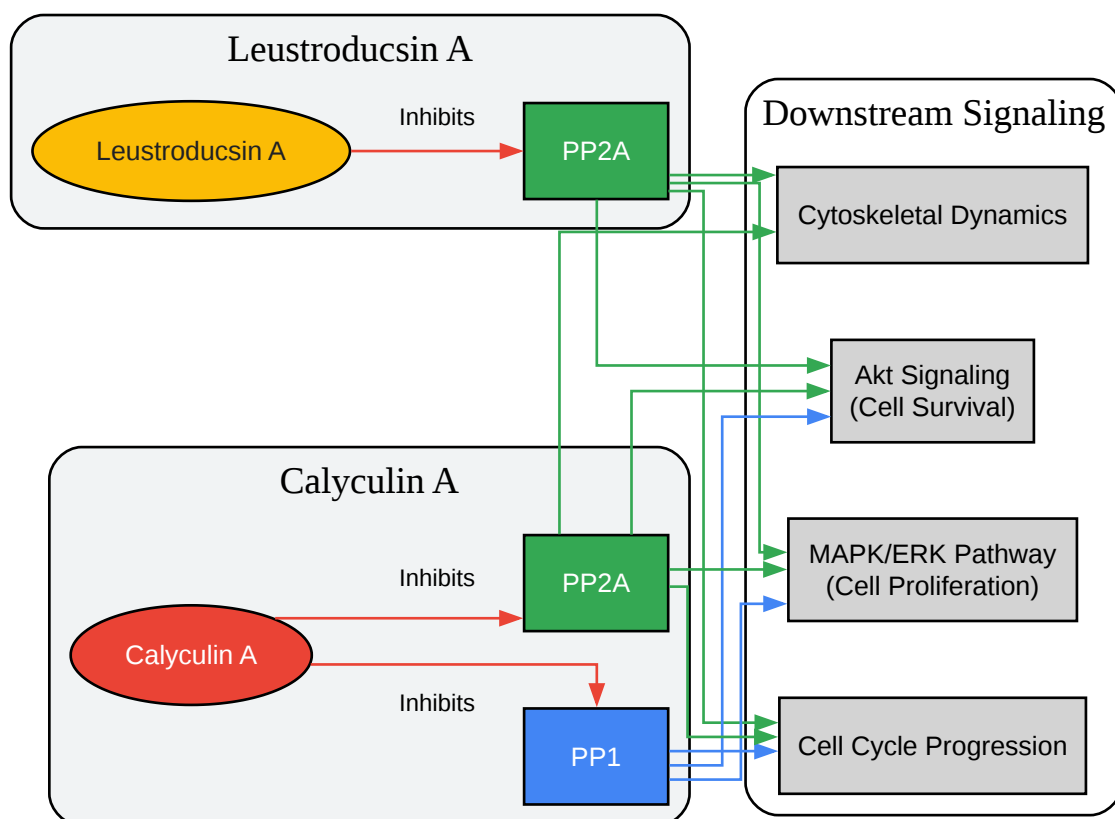 Leustroducsin A
Inhibits
Leustroducsin A
PP2A
Downstream Signaling
Cytoskeletal Dynamics
Akt Signaling
(Cell Survival)
MAPK/ERK Pathway
(Cell Proliferation)
Cell Cycle Progression
Calyculin A
Inhibits
PP2A
Calyculin A
Inhibits
PP1